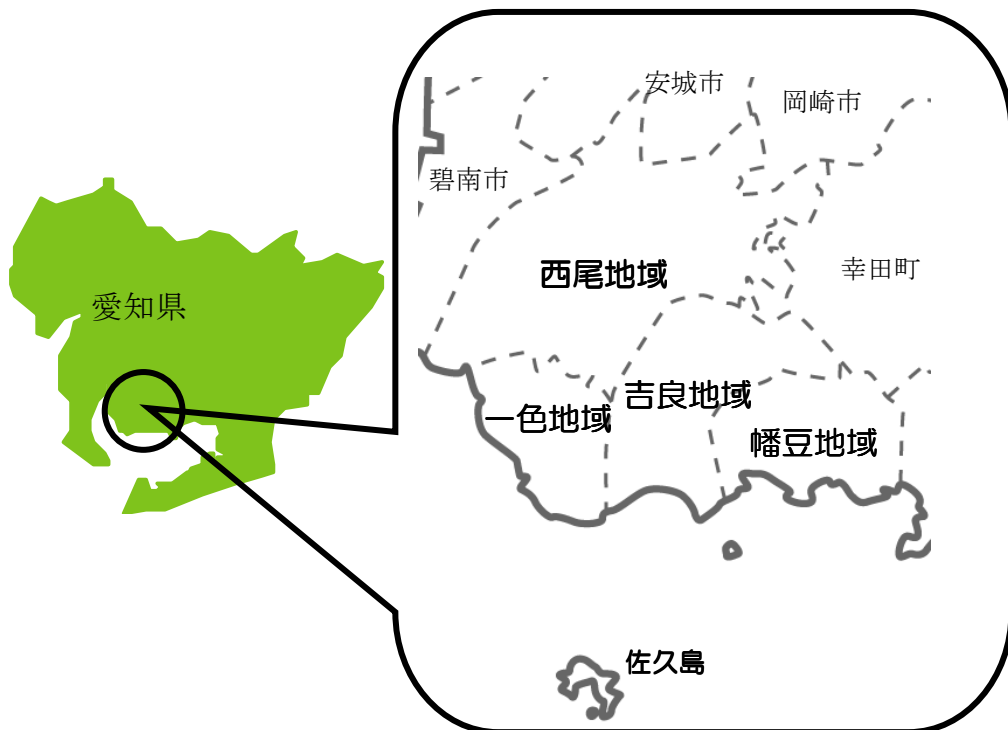 安城市
岡崎市
碧南市
西尾地域
幸田町
愛知県
吉良地域
一色地域
幡豆地域
佐久島